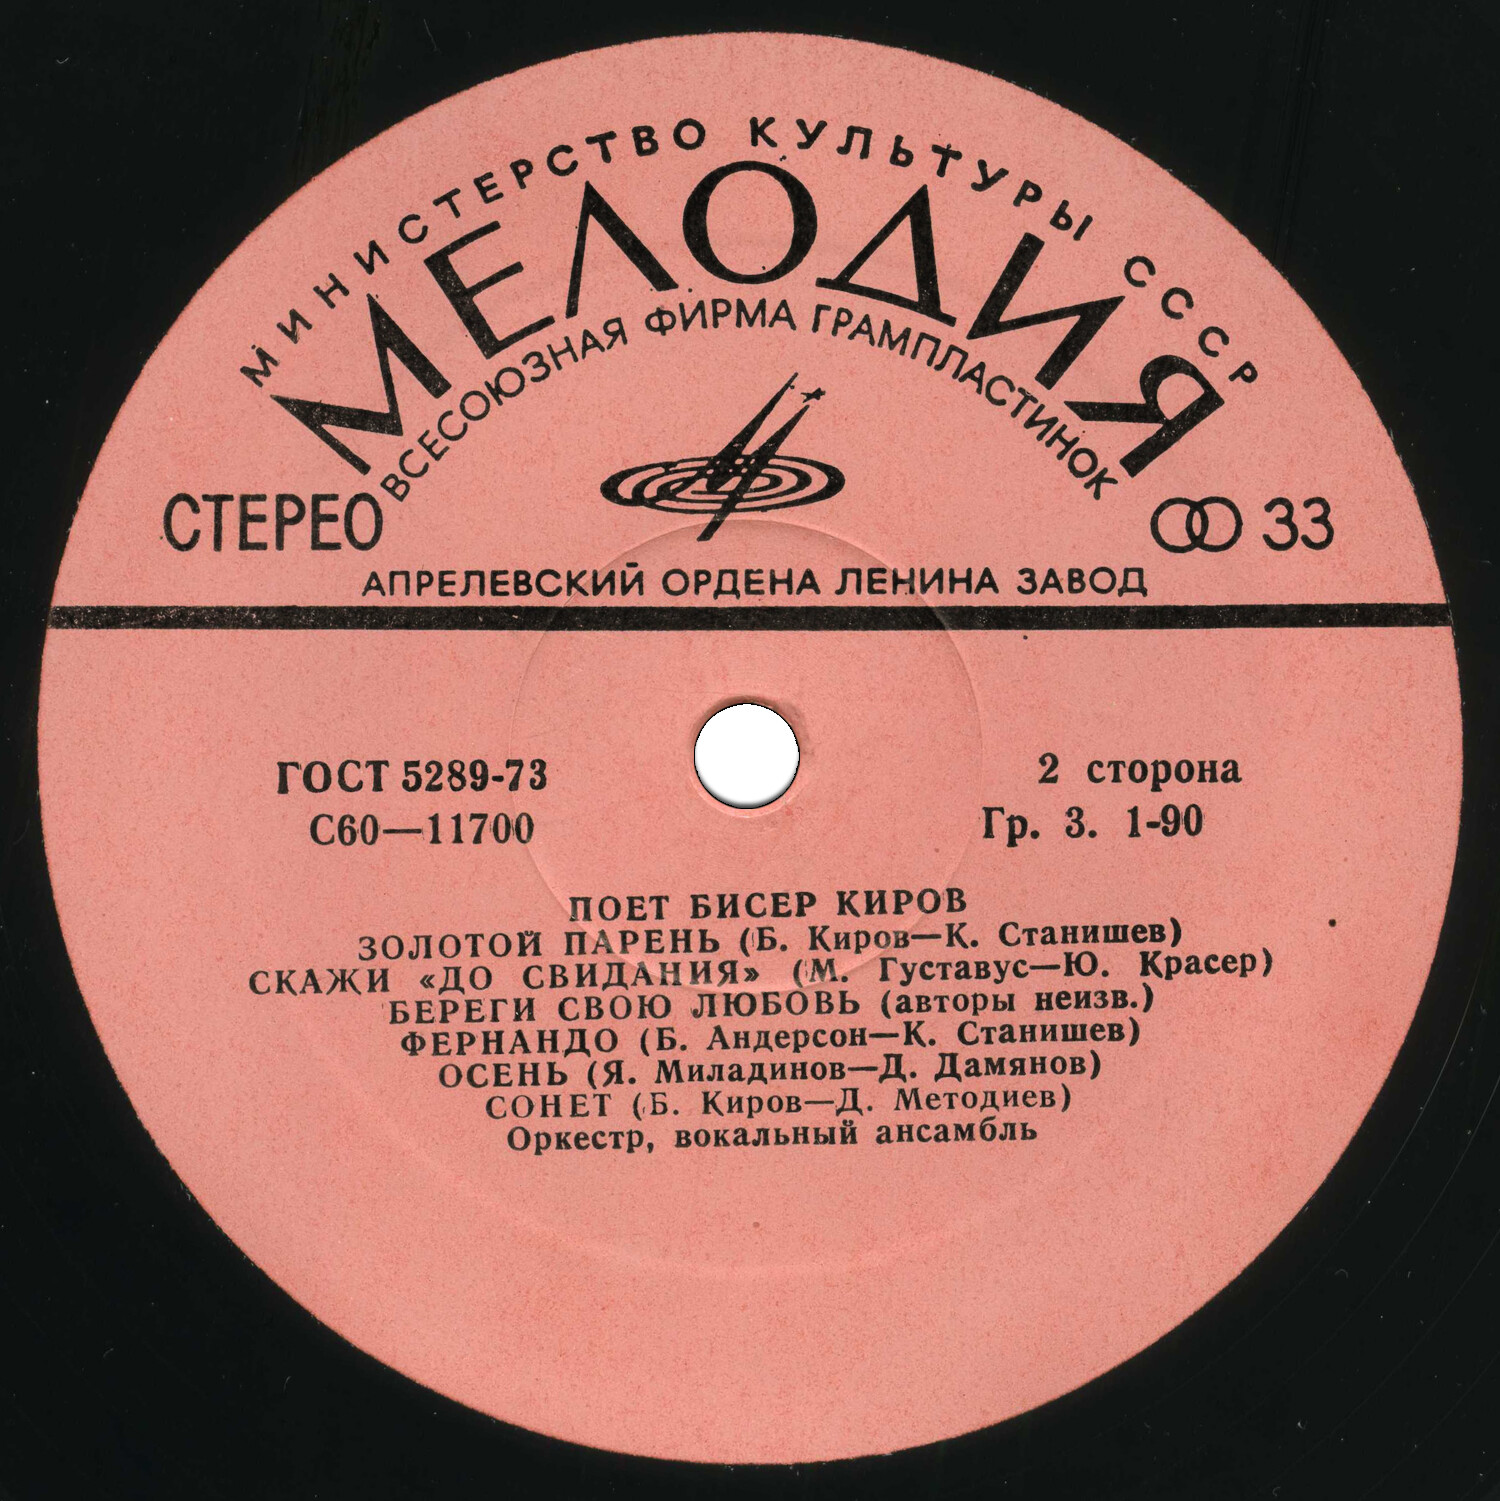 МИНИСТЕРСТВО КУЛЬТУРЫ СССР
МЕЛОДИЯ
ВСЕСОЮЗНАЯ ФИРМА ГРАМПЛАСТИНОК
СТЕРЕО
33
АПРЕЛЕВСКИЙ ОРДЕНА ЛЕНИНА ЗАВОД
ГОСТ 5289-73
2 сторона
С60—11700
Гр. 3. 1-90
ПОЕТ БИСЕР КИРОВ
ЗОЛОТОЙ ПАРЕНЬ (Б. Киров—К. Станишев)
СКАЖИ «ДО СВИДАНИЯ» (М. Густавус—Ю. Красер)
БЕРЕГИ СВОЮ ЛЮБОВЬ (авторы неизв.)
ФЕРНАНДО (Б. Андерсон—К. Станишев)
ОСЕНЬ (Я. Миладинов—Д. Дамянов)
СОНЕТ (Б. Киров—Д. Методиев)
Оркестр, вокальный ансамбль